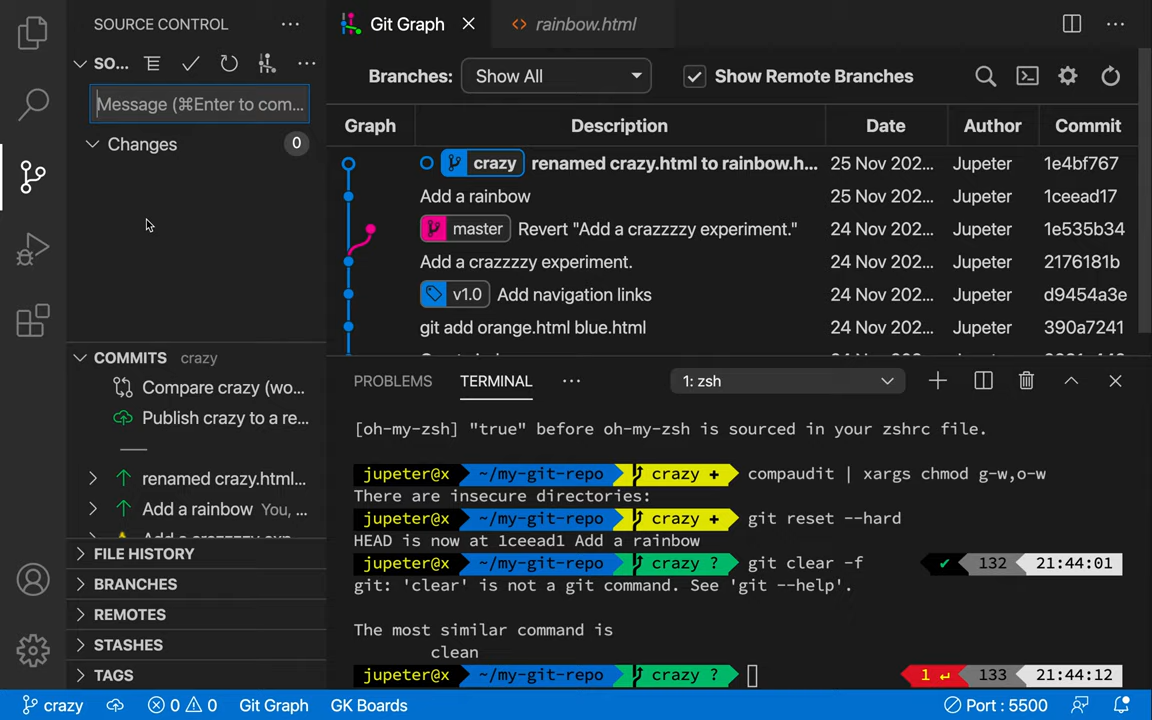 SOURCE CONTROL
Git Graph
rainbow.html
SO...
Message (⌘Enter to com...
Changes
0
Branches:
Show All
Show Remote Branches
Graph
Description
Date
Author
Commit
crazy
renamed crazy.html to rainbow.h...
25 Nov 202...
Jupeter
1e4bf767
Add a rainbow
25 Nov 202...
Jupeter
1ceead17
master
Revert "Add a crazzzzy experiment."
24 Nov 202...
Jupeter
1e535b34
Add a crazzzzy experiment.
24 Nov 202...
Jupeter
2176181b
v1.0
Add navigation links
24 Nov 202...
Jupeter
d9454a3e
git add orange.html blue.html
24 Nov 202...
Jupeter
390a7241
COMMITS crazy
Compare crazy (wo...
Publish crazy to a re...
renamed crazy.html...
Add a rainbow You, ...
FILE HISTORY
BRANCHES
REMOTES
STASHES
TAGS
PROBLEMS
TERMINAL
1: zsh
[oh-my-zsh] "true" before oh-my-zsh is sourced in your zshrc file.
jupeter@x ~/my-git-repo crazy + compaudit | xargs chmod g-w,o-w
There are insecure directories:
jupeter@x ~/my-git-repo crazy + git reset --hard
HEAD is now at 1ceead1 Add a rainbow
jupeter@x ~/my-git-repo crazy ? git clear -f ✔ 132 21:44:01
git: 'clear' is not a git command. See 'git --help'.
The most similar command is
clean
jupeter@x ~/my-git-repo crazy ? 1 ↵ 133 21:44:12
crazy
0
0
Git Graph
GK Boards
Port : 5500